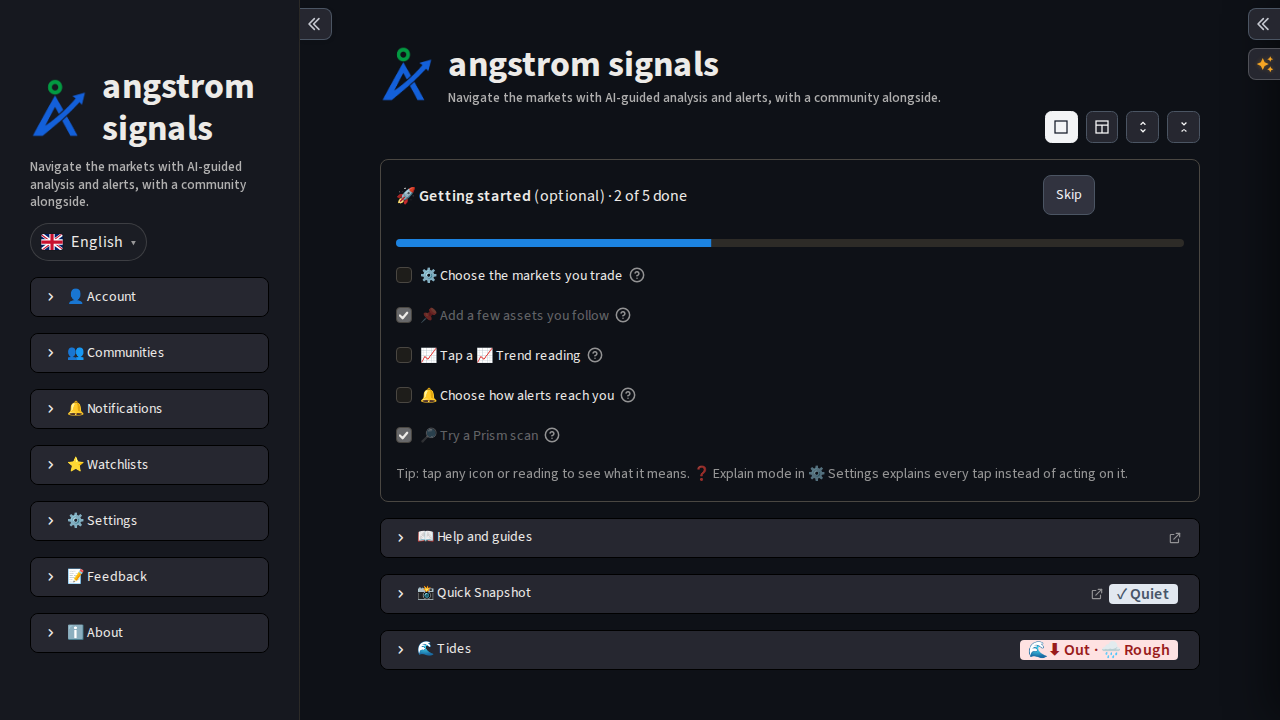 angstrom
signals
Navigate the markets with AI-guided
analysis and alerts, with a community
alongside.
English
Account
Communities
Notifications
Watchlists
Settings
Feedback
About
angstrom signals
Navigate the markets with AI-guided analysis and alerts, with a community alongside.
🚀 Getting started (optional) · 2 of 5 done
Skip
⚙️ Choose the markets you trade
📌 Add a few assets you follow
📈 Tap a 📈 Trend reading
🔔 Choose how alerts reach you
🔎 Try a Prism scan
Tip: tap any icon or reading to see what it means. ❓ Explain mode in ⚙️ Settings explains every tap instead of acting on it.
📖 Help and guides
📸 Quick Snapshot
✓ Quiet
🌊 Tides
🌊 ⬇ Out · 🌧️ Rough